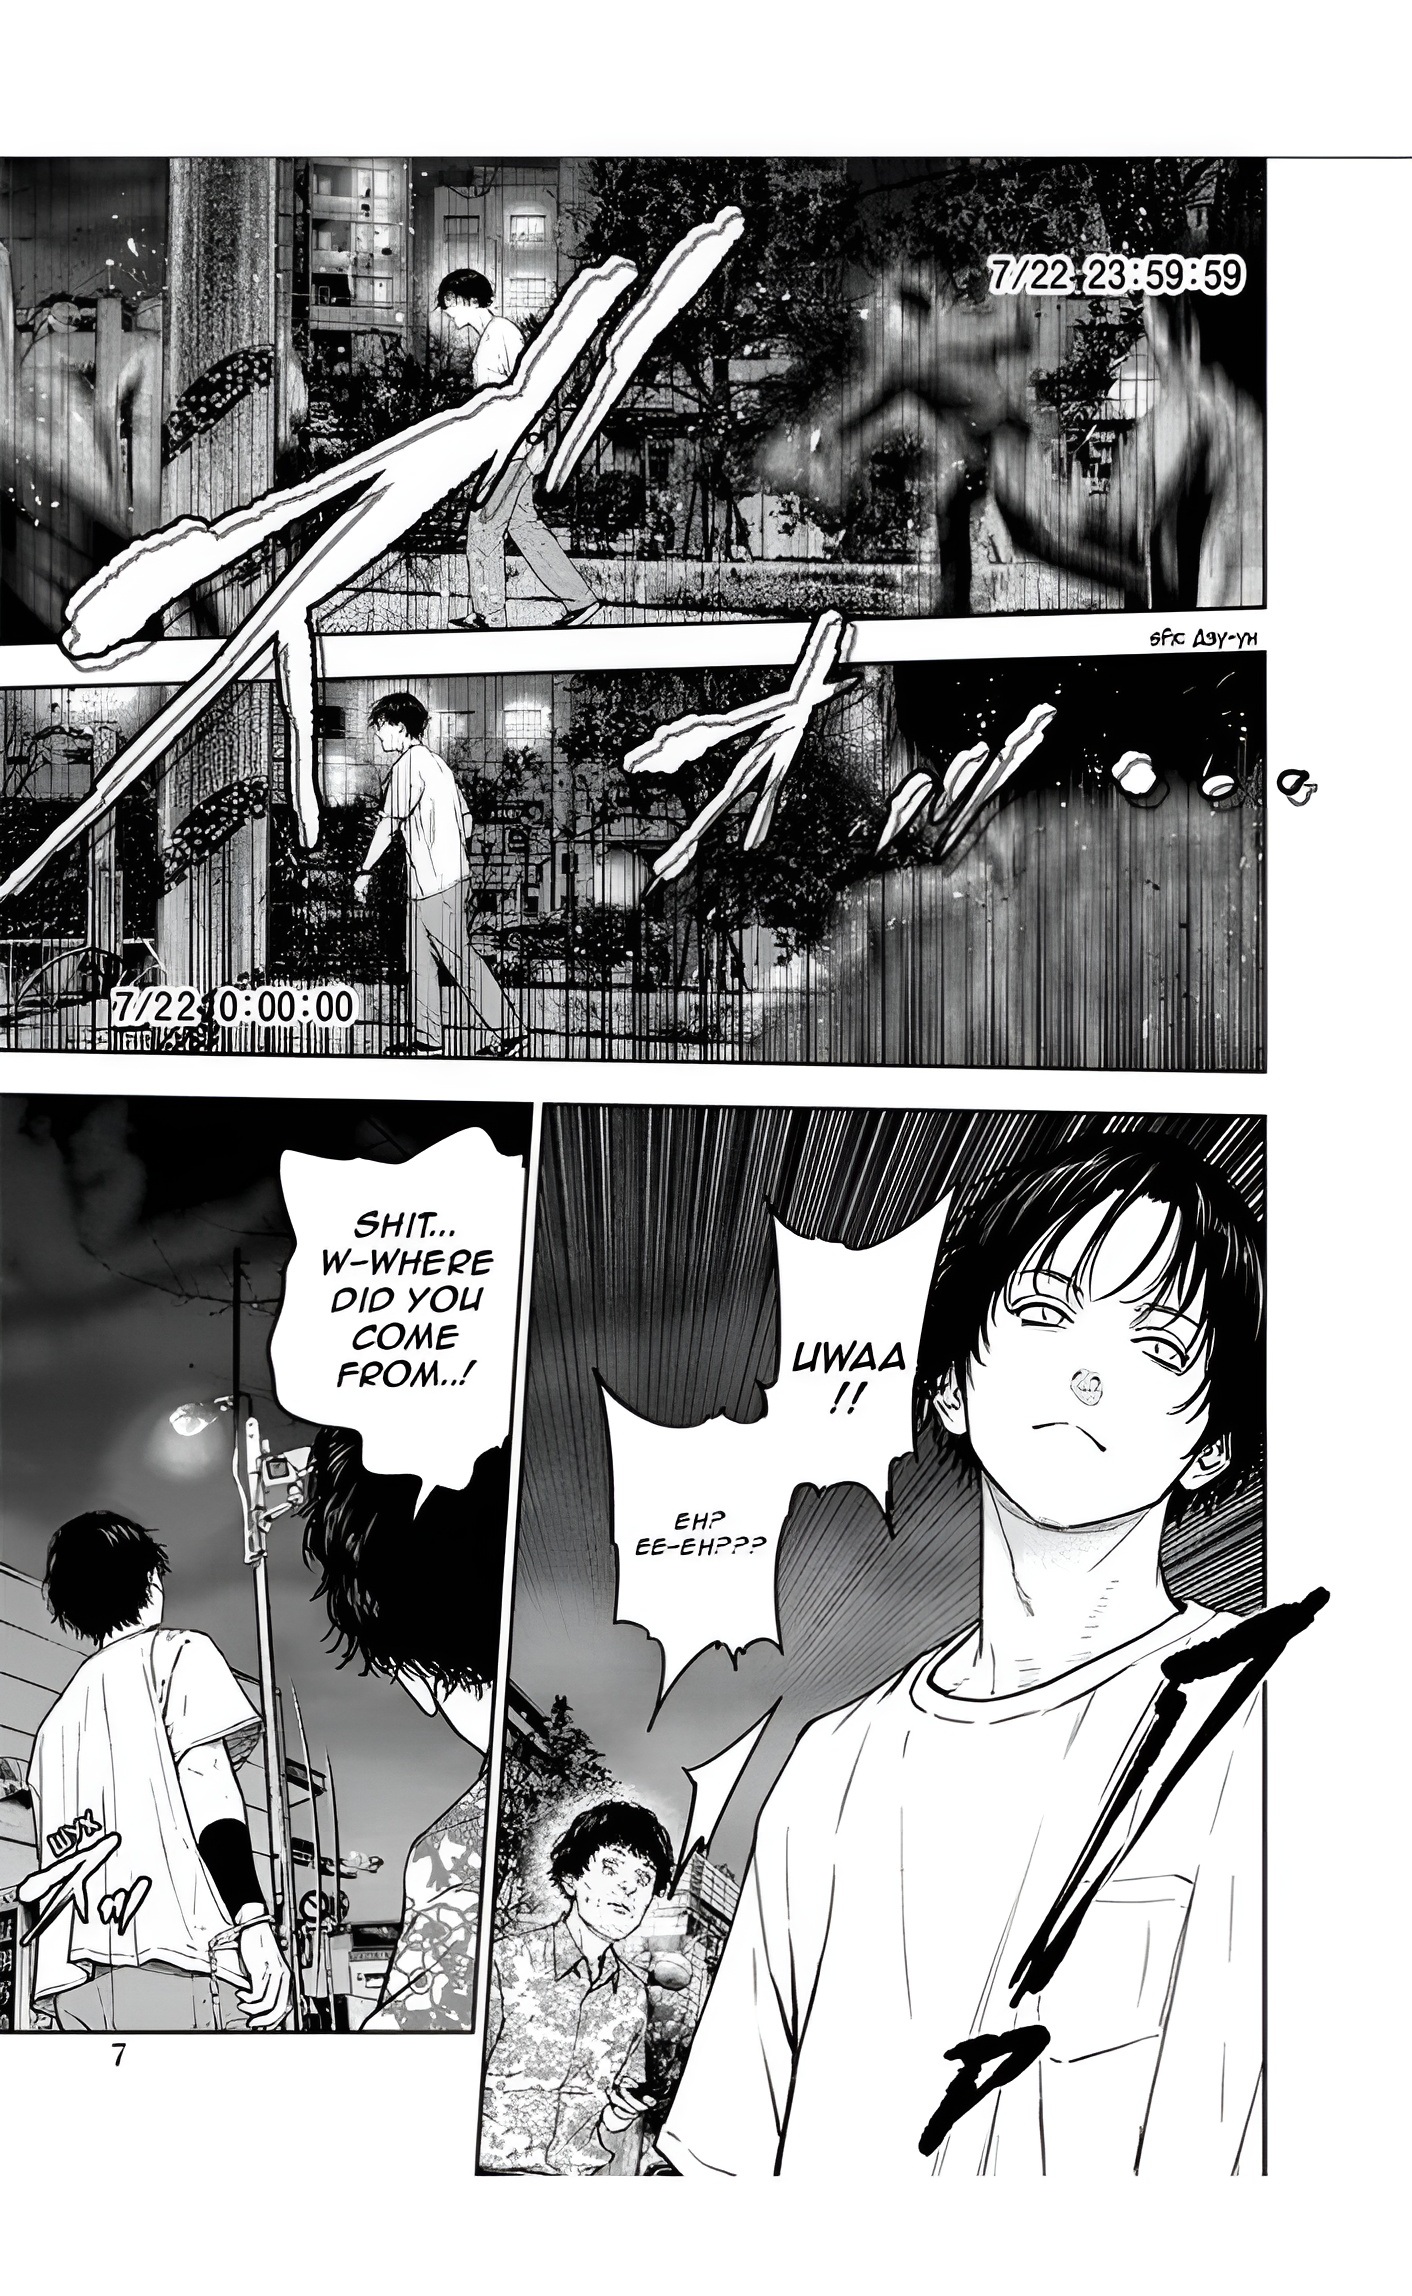 7/22 23:59:59
SFX ДЗУ-УН
7/22 0:00:00
UWAA
!!
EH?
EE-EH???
SHIT...
W-WHERE
DID YOU
COME
FROM..!
ШУХ
7